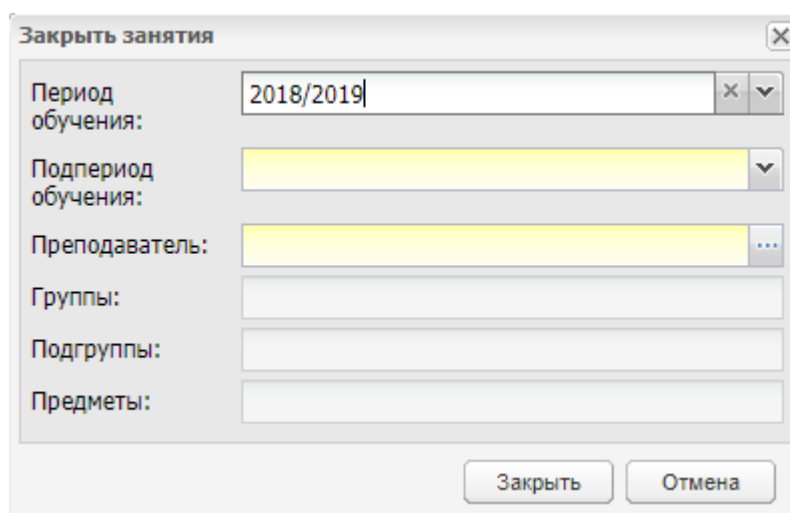 Закрыть занятия
Период
обучения:
2018/2019
Подпериод
обучения:
Преподаватель:
Группы:
Подгруппы:
Предметы:
Закрыть
Отмена